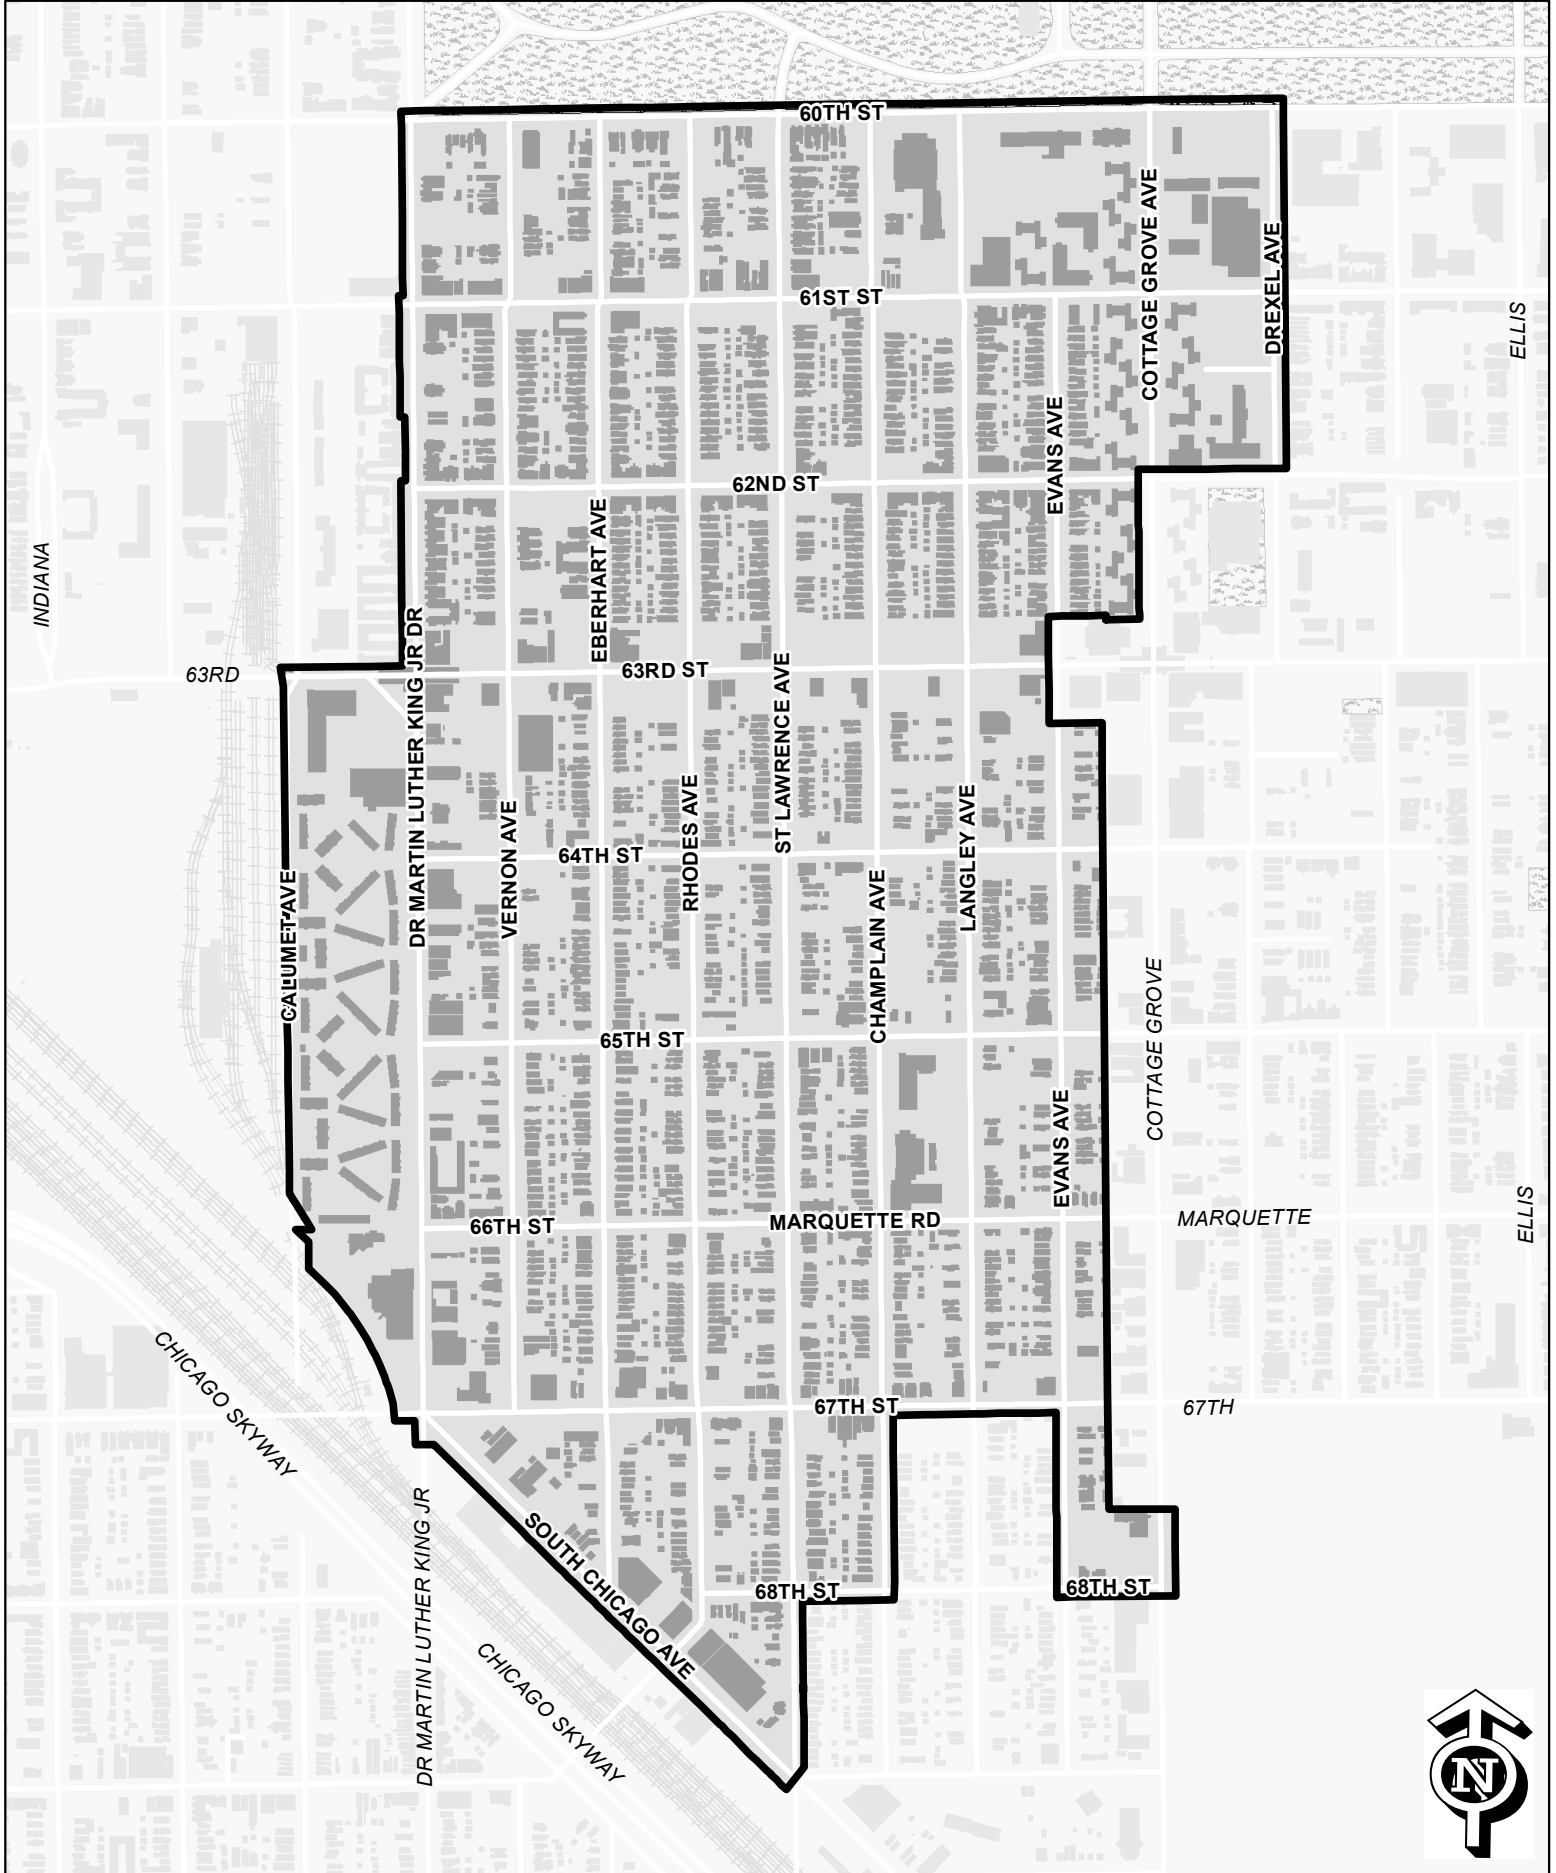 60TH ST
COTTAGE GROVE AVE
DREXEL AVE
61ST ST
ELLIS
EVANS AVE
62ND ST
EBERHART AVE
INDIANA
DR MARTIN LUTHER KING JR DR
63RD
63RD ST
ST LAWRENCE AVE
RHODES AVE
VERNON AVE
LANGLEY AVE
64TH ST
CALUMET AVE
CHAMPLAIN AVE
COTTAGE GROVE
65TH ST
EVANS AVE
66TH ST
MARQUETTE RD
MARQUETTE
ELLIS
CHICAGO SKYWAY
67TH ST
67TH
DR MARTIN LUTHER KING JR
SOUTH CHICAGO AVE
68TH ST
68TH ST
CHICAGO SKYWAY
N